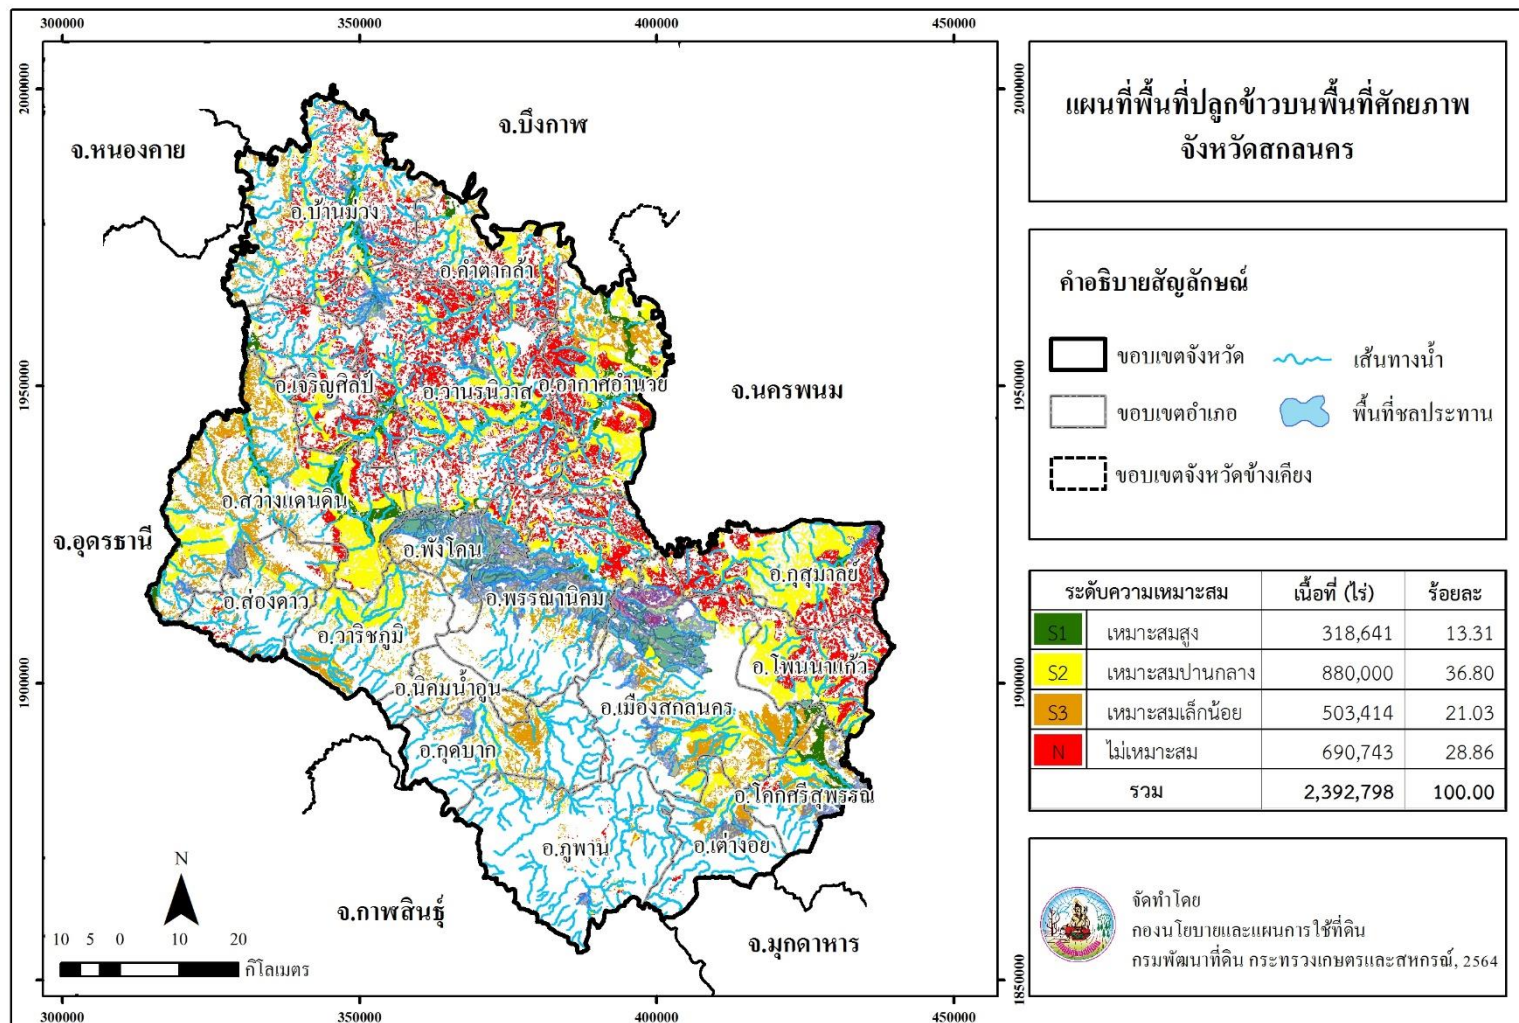 300000
350000
400000
450000
2000000
1950000
1900000
2000000
1950000
1900000
1850000
จ.บึงกาฬ
จ.หนองคาย
จ.นครพนม
จ.อุดรธานี
จ.กาฬสินธุ์
จ.มุกดาหาร
อ.บ้านม่วง
อ.คำตากล้า
อ.เจริญศิลป์
อ.วานรนิวาส
อ.อากาศอำนวย
อ.สว่างแดนดิน
อ.พังโคน
อ.กุสุมาลย์
อ.ส่องดาว
อ.พรรณานิคม
อ.วาริชภูมิ
อ.โพนนาแก้ว
อ.นิคมน้ำอูน
อ.เมืองสกลนคร
อ.กุดบาก
อ.โคกศรีสุพรรณ
อ.ภูพาน
อ.เต่างอย
N
10 5 0 10 20
กิโลเมตร
300000
350000
400000
450000
แผนที่พื้นที่ปลูกข้าวบนพื้นที่ศักยภาพ
จังหวัดสกลนคร
คำอธิบายสัญลักษณ์
ขอบเขตจังหวัด
เส้นทางน้ำ
ขอบเขตอำเภอ
พื้นที่ชลประทาน
ขอบเขตจังหวัดข้างเคียง
ระดับความเหมาะสม เนื้อที่ (ไร่) ร้อยละ
S1 เหมาะสมสูง 318,641 13.31
S2 เหมาะสมปานกลาง 880,000 36.80
S3 เหมาะสมเล็กน้อย 503,414 21.03
N ไม่เหมาะสม 690,743 28.86
รวม 2,392,798 100.00
จัดทำโดย
กองนโยบายและแผนการใช้ที่ดิน
กรมพัฒนาที่ดิน กระทรวงเกษตรและสหกรณ์, 2564